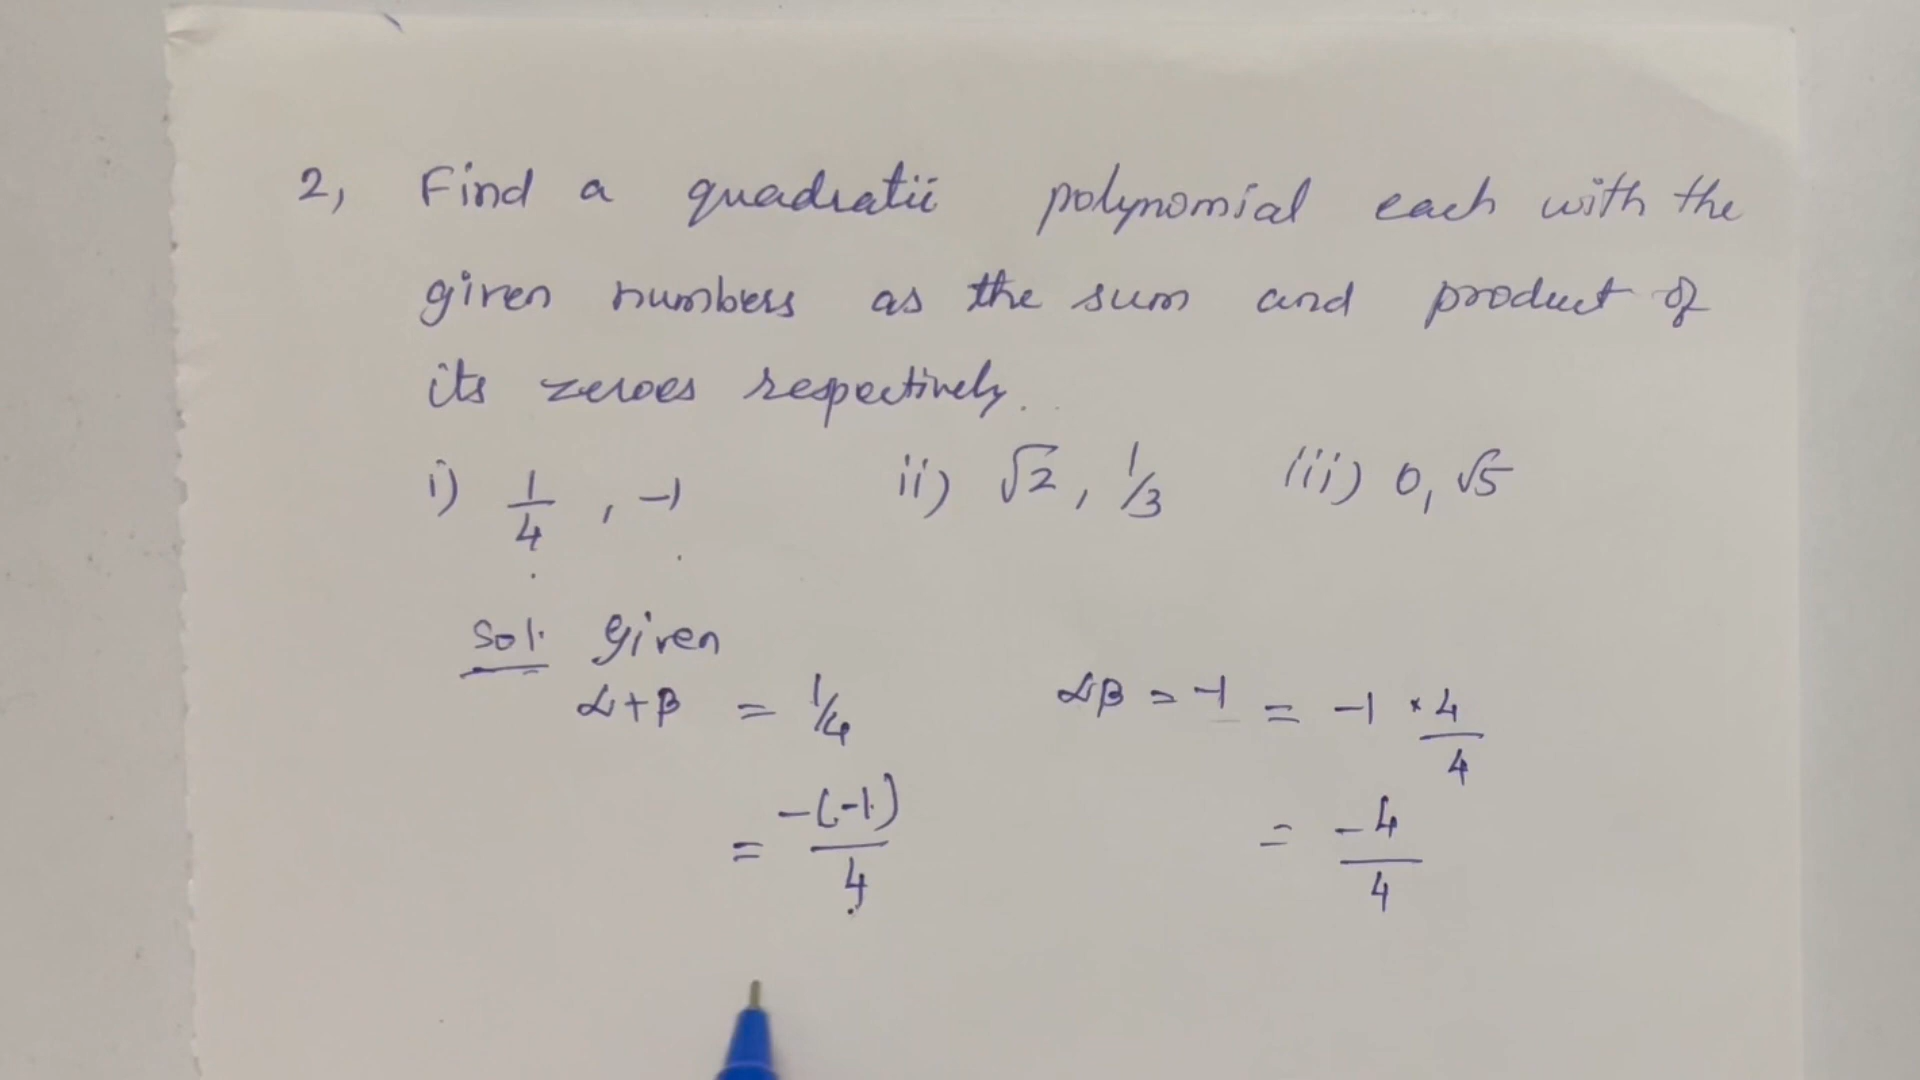 2, Find a quadratic polynomial each with the
given numbers as the sum and product of
its zeroes respectively.
i) 1/4 , -1 ii) √2, 1/3 iii) 0, √5
Sol. Given
α+β = 1/4 αβ = -1 = -1 × 4/4
= -(-1)/4 = -4/4